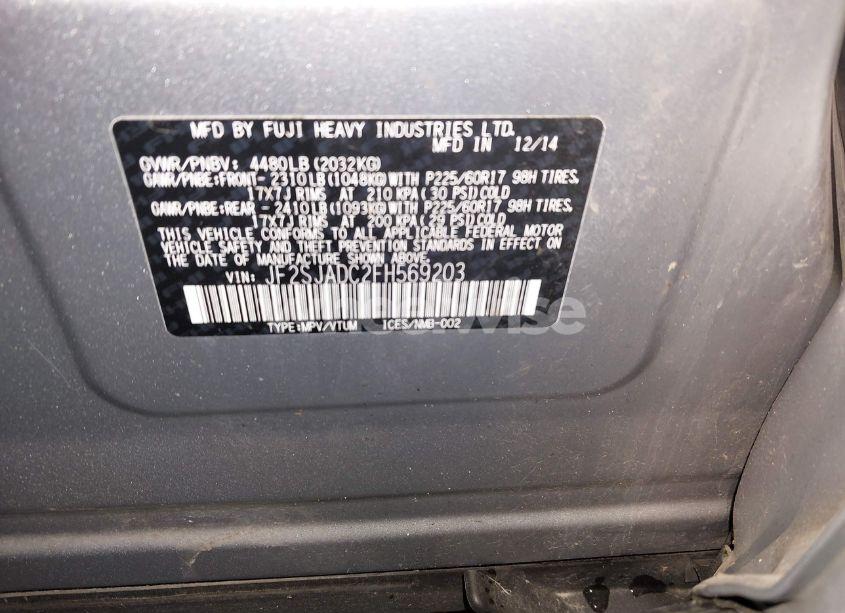 MFD BY FUJI HEAVY INDUSTRIES LTD.
MFD IN 12/14
GVWR/PNBV: 4480LB(2032KG)
GAWR/PNBE:FRONT-2310LB(1048KG)WITH P225/60R17 98H TIRES,
17X7J RIMS AT 210 KPA(30 PSI)COLD
GAWR/PNBE:REAR -2410LB(1093KG)WITH P225/60R17 98H TIRES,
17X7J RIMS AT 200 KPA(29 PSI)COLD
THIS VEHICLE CONFORMS TO ALL APPLICABLE FEDERAL MOTOR
VEHICLE SAFETY AND THEFT PREVENTION STANDARDS IN EFFECT ON
THE DATE OF MANUFACTURE SHOWN ABOVE.
VIN: JF2SJADC2FH569203
TYPE:MPV/VTUM ICES/NMB-002